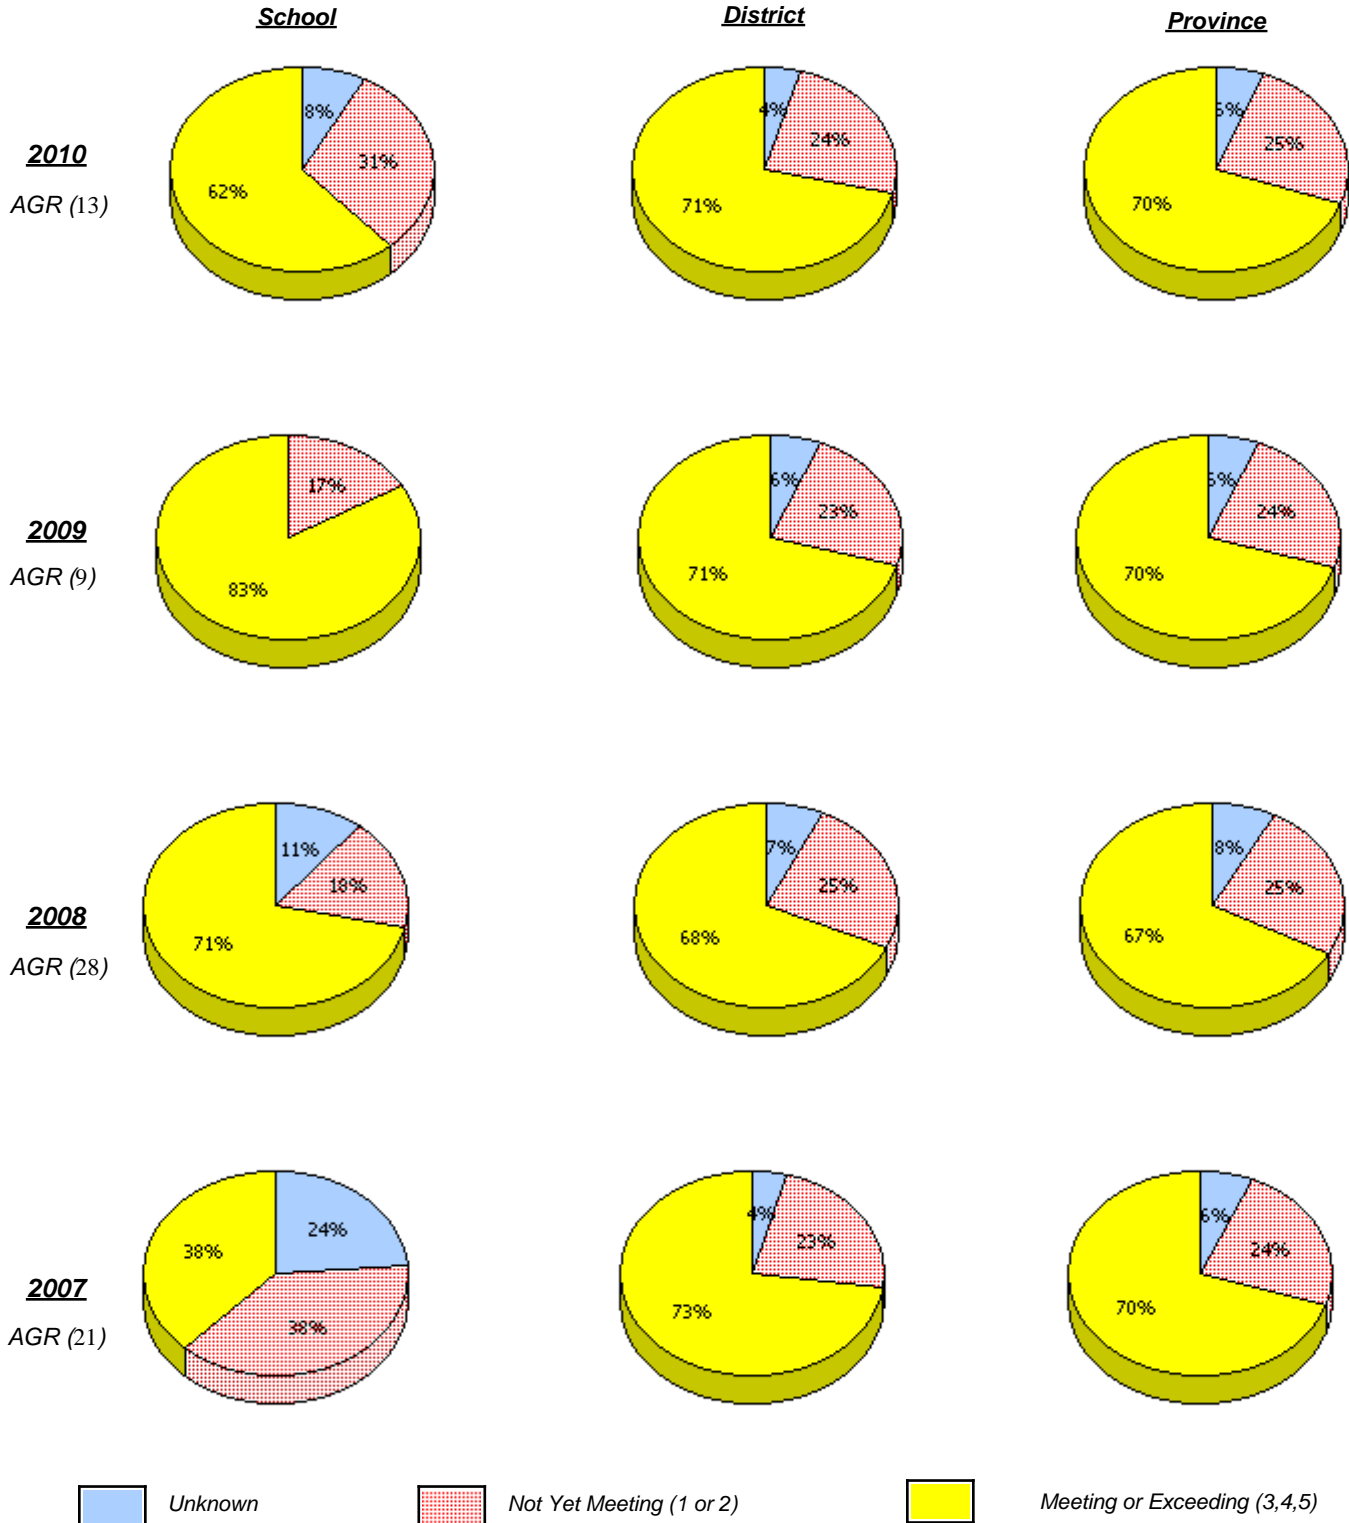 School District Province
8% 4%
31% 24% 25%
2010
AGR (13)
62% 71% 70%
6%
17% 23% 24%
2009
AGR (9)
83% 71% 70%
11% 7% 8%
18% 25% 25%
2008
AGR (28)
71% 68% 67%
24% 4% 6%
38% 23% 24%
2007
AGR (21)
38% 73% 70%
Unknown Not Yet Meeting (1 or 2) Meeting or Exceeding (3,4,5)